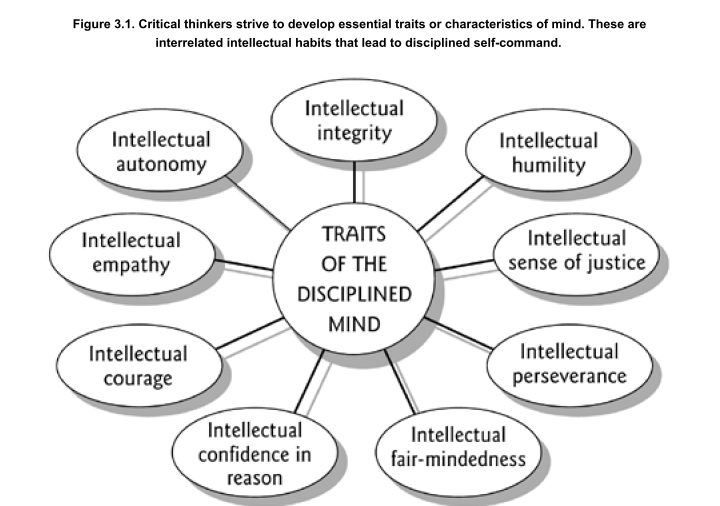 Figure 3.1. Critical thinkers strive to develop essential traits or characteristics of mind. These are
interrelated intellectual habits that lead to disciplined self-command.
Intellectual
integrity
Intellectual
autonomy
Intellectual
humility
Intellectual
empathy
TRAITS
OF THE
DISCIPLINED
MIND
Intellectual
sense of justice
Intellectual
courage
Intellectual
perseverance
Intellectual
confidence in
reason
Intellectual
fair-mindedness